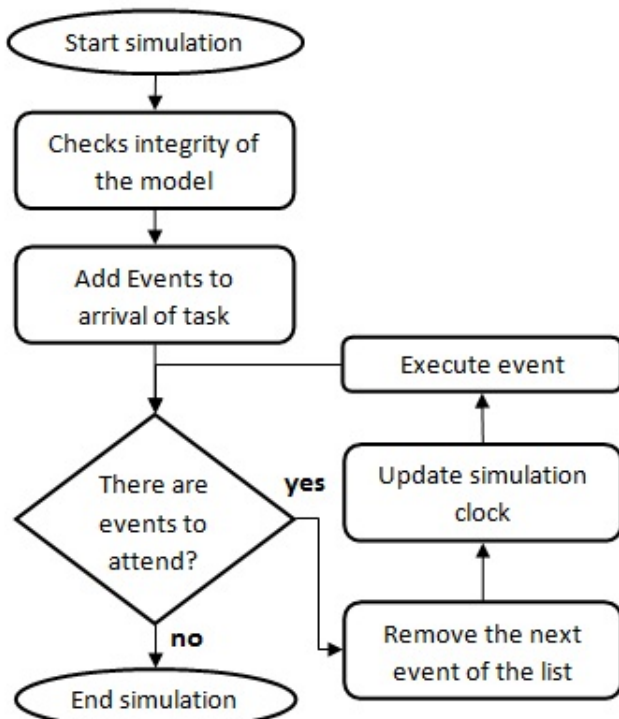 Start simulation
Checks integrity of
the model
Add Events to
arrival of task
There are
events to
attend?
yes
no
Remove the next
event of the list
Update simulation
clock
Execute event
End simulation